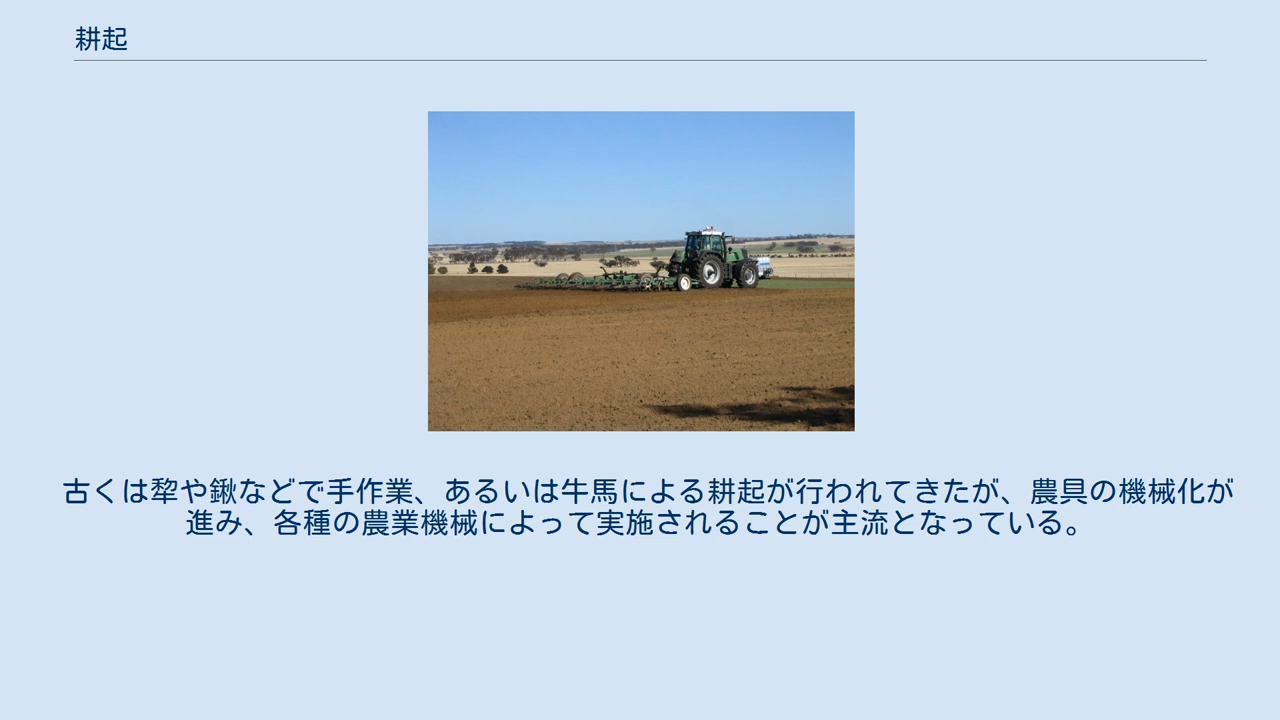 耕起
古くは犂や鍬などで手作業、あるいは牛馬による耕起が行われてきたが、農具の機械化が
進み、各種の農業機械によって実施されることが主流となっている。